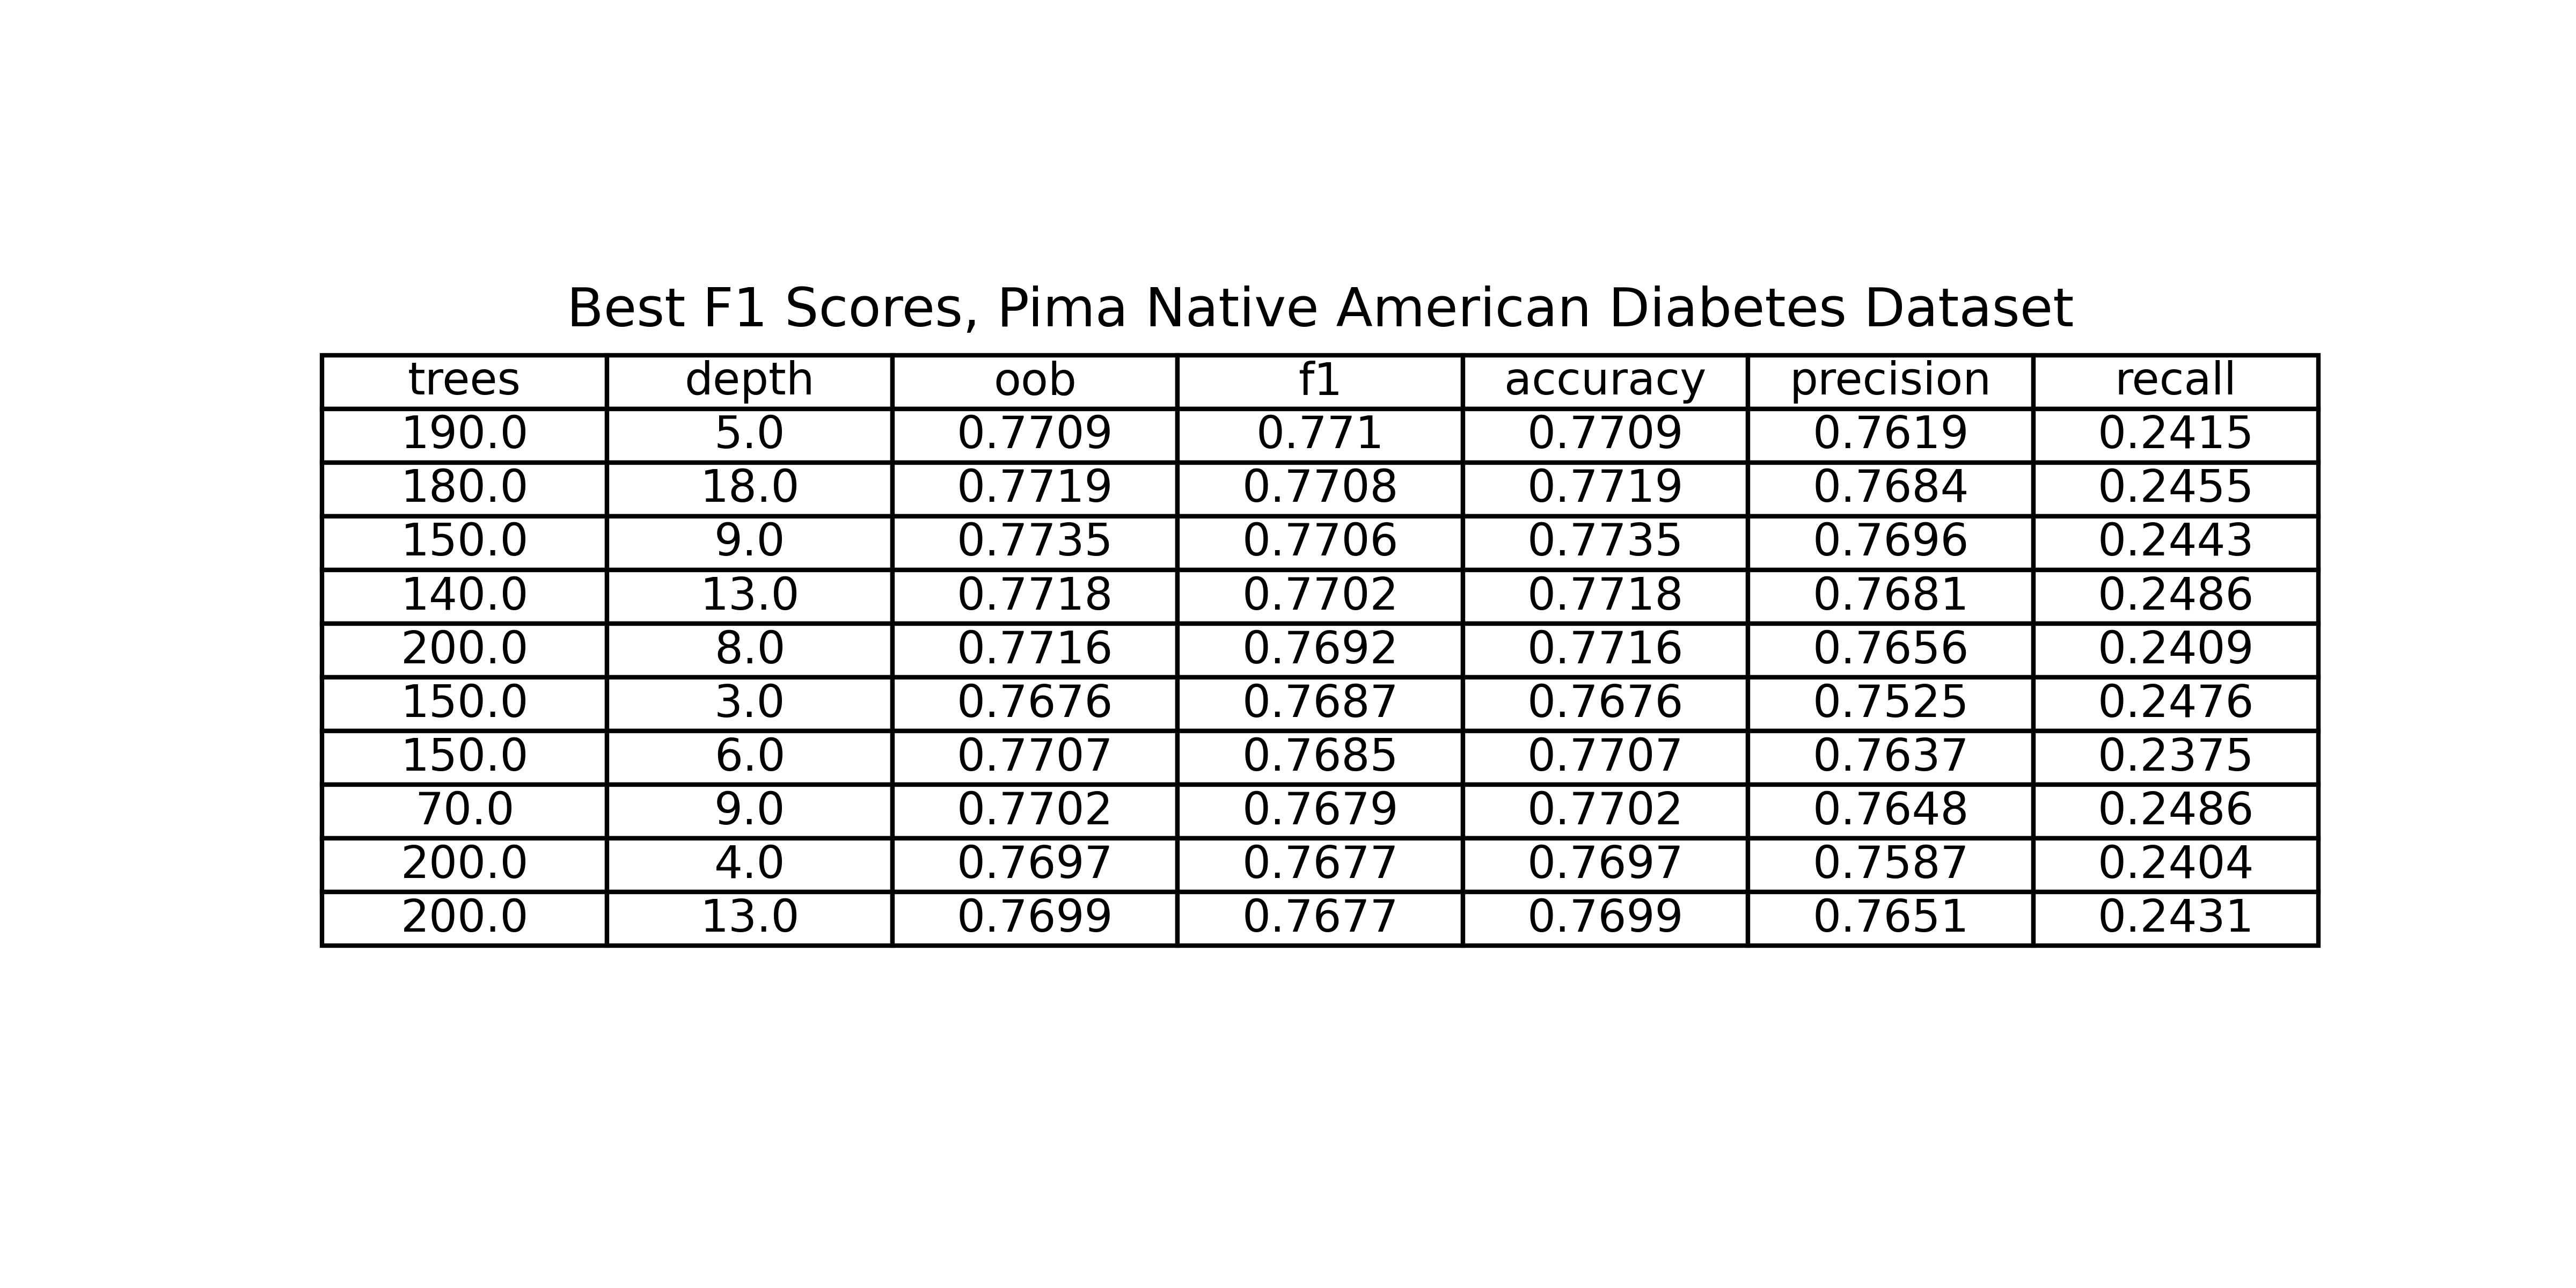 Best F1 Scores, Pima Native American Diabetes Dataset
trees depth oob f1 accuracy precision recall
190.0 5.0 0.7709 0.771 0.7709 0.7619 0.2415
180.0 18.0 0.7719 0.7708 0.7719 0.7684 0.2455
150.0 9.0 0.7735 0.7706 0.7735 0.7696 0.2443
140.0 13.0 0.7718 0.7702 0.7718 0.7681 0.2486
200.0 8.0 0.7716 0.7692 0.7716 0.7656 0.2409
150.0 3.0 0.7676 0.7687 0.7676 0.7525 0.2476
150.0 6.0 0.7707 0.7685 0.7707 0.7637 0.2375
70.0 9.0 0.7702 0.7679 0.7702 0.7648 0.2486
200.0 4.0 0.7697 0.7677 0.7697 0.7587 0.2404
200.0 13.0 0.7699 0.7677 0.7699 0.7651 0.2431